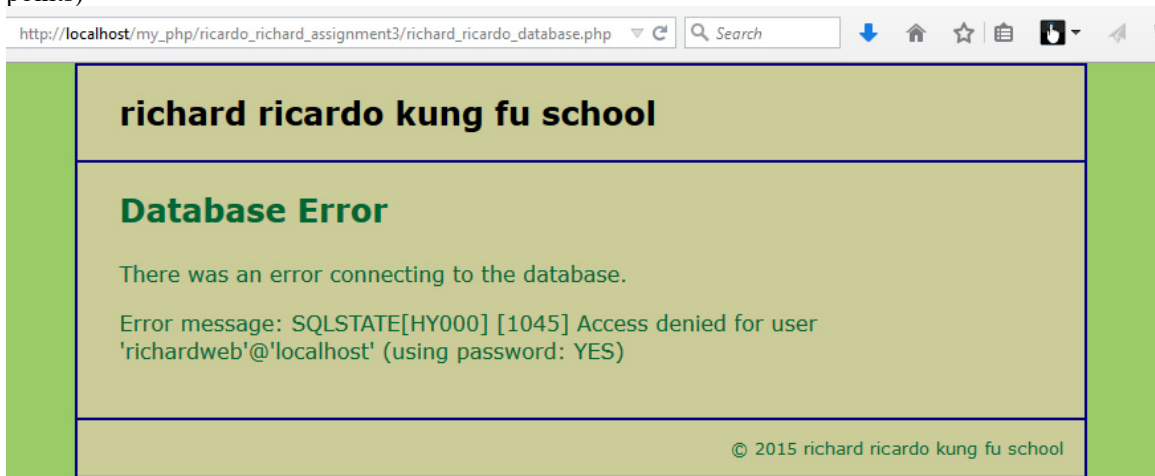 points)
http://localhost/my_php/ricardo_richard_assignment3/richard_ricardo_database.php
Search
richard ricardo kung fu school
Database Error
There was an error connecting to the database.
Error message: SQLSTATE[HY000] [1045] Access denied for user
'richardweb'@'localhost' (using password: YES)
© 2015 richard ricardo kung fu school